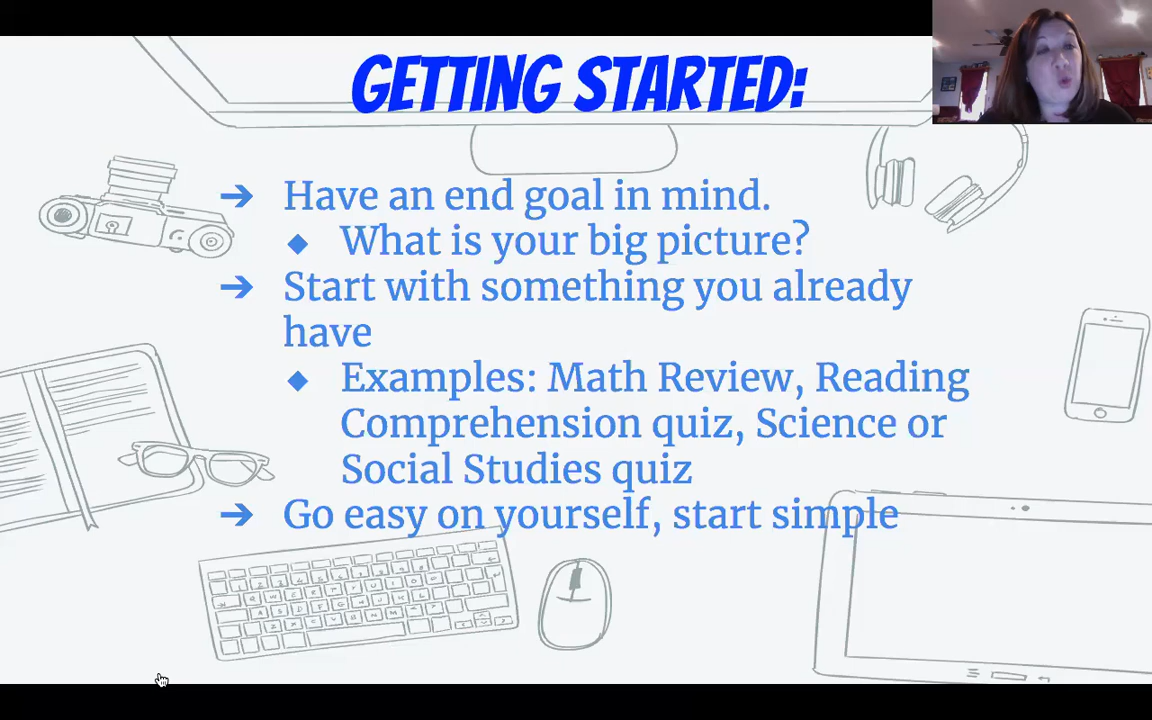 GETTING STARTED:
➔ Have an end goal in mind.
◆ What is your big picture?
➔ Start with something you already
have
◆ Examples: Math Review, Reading
Comprehension quiz, Science or
Social Studies quiz
➔ Go easy on yourself, start simple